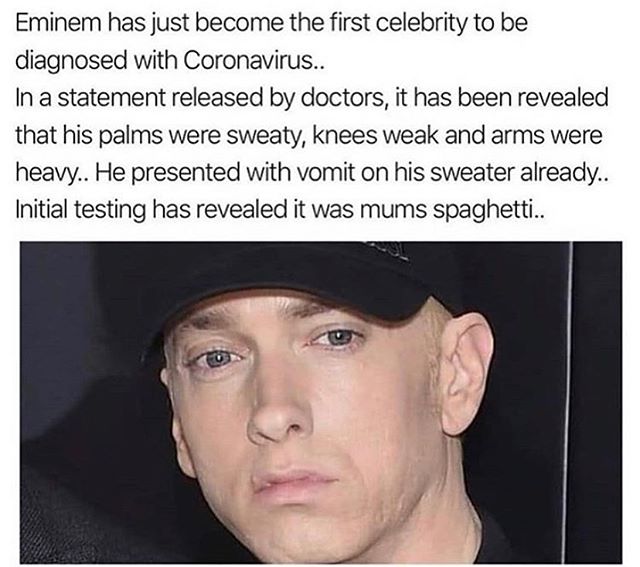 Eminem has just become the first celebrity to be
diagnosed with Coronavirus..
In a statement released by doctors, it has been revealed
that his palms were sweaty, knees weak and arms were
heavy.. He presented with vomit on his sweater already..
Initial testing has revealed it was mums spaghetti..